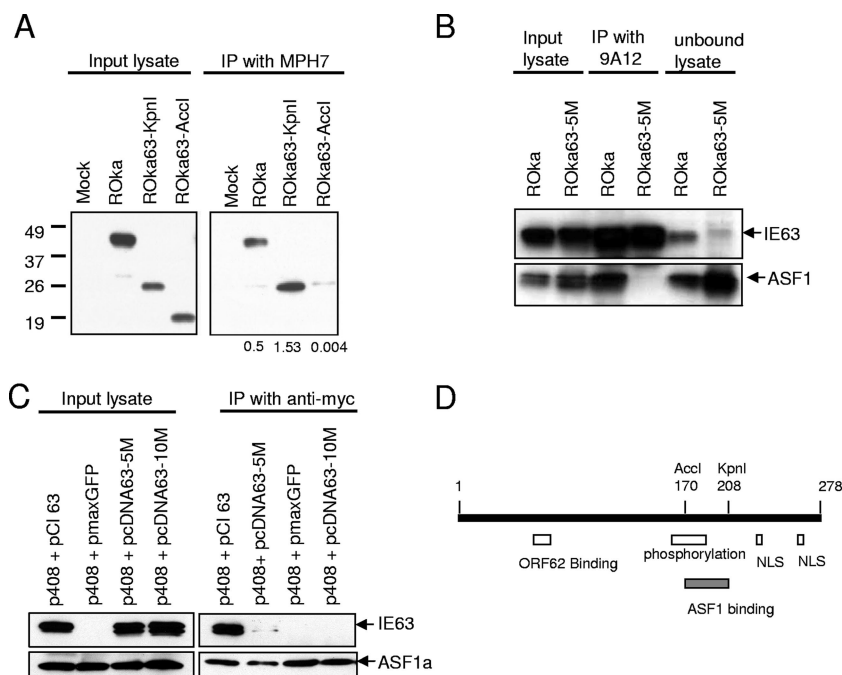 A
Input lysate
IP with MPH7
Mock
ROka
ROka63-KpnI
ROka63-AccI
Mock
ROka
ROka63-KpnI
ROka63-AccI
49
37
26
19
0.5 1.53 0.004
B
Input lysate
IP with 9A12
unbound lysate
ROka
ROka63-5M
ROka
ROka63-5M
ROka
ROka63-5M
IE63
ASF1
C
Input lysate
IP with anti-myc
p408 + pCI 63
p408 + pmaxGFP
p408 + pcDNA63-5M
p408 + pcDNA63-10M
p408 + pCI 63
p408+ pcDNA63-5M
p408 + pmaxGFP
p408 + pcDNA63-10M
IE63
ASF1a
D
AccI KpnI
1 170 208 278
ORF62 Binding
phosphorylation
NLS
NLS
ASF1 binding